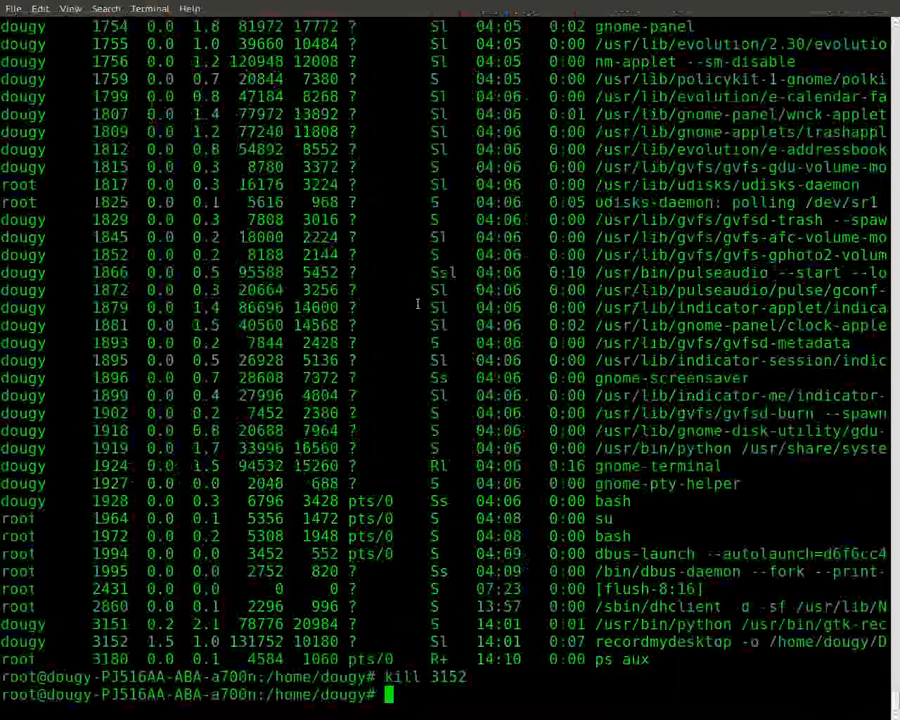 File Edit View Search Terminal Help
dougy 1754 0.0 1.8 81972 17772 ? Sl 04:05 0:02 gnome-panel
dougy 1755 0.0 1.0 39660 10484 ? Sl 04:05 0:00 /usr/lib/evolution/2.30/evolutio
dougy 1756 0.0 1.2 120948 12008 ? Sl 04:05 0:00 nm-applet --sm-disable
dougy 1759 0.0 0.7 20844 7380 ? S 04:05 0:00 /usr/lib/policykit-1-gnome/polki
dougy 1799 0.0 0.8 47184 8268 ? Sl 04:06 0:00 /usr/lib/evolution/e-calendar-fa
dougy 1807 0.0 1.4 77972 13892 ? Sl 04:06 0:01 /usr/lib/gnome-panel/wnck-applet
dougy 1809 0.0 1.2 77240 11808 ? Sl 04:06 0:00 /usr/lib/gnome-applets/trashappl
dougy 1812 0.0 0.8 54892 8552 ? Sl 04:06 0:00 /usr/lib/evolution/e-addressbook
dougy 1815 0.0 0.3 8780 3372 ? S 04:06 0:00 /usr/lib/gvfs/gvfs-gdu-volume-mo
root 1817 0.0 0.3 16176 3224 ? Sl 04:06 0:00 /usr/lib/udisks/udisks-daemon
root 1825 0.0 0.1 5616 968 ? S 04:06 0:05 udisks-daemon: polling /dev/sr1
dougy 1829 0.0 0.3 7808 3016 ? S 04:06 0:00 /usr/lib/gvfs/gvfsd-trash --spaw
dougy 1845 0.0 0.2 18000 2224 ? Sl 04:06 0:00 /usr/lib/gvfs/gvfs-afc-volume-mo
dougy 1852 0.0 0.2 8188 2144 ? S 04:06 0:00 /usr/lib/gvfs/gvfs-gphoto2-volum
dougy 1866 0.0 0.5 95588 5452 ? Ssl 04:06 0:10 /usr/bin/pulseaudio --start --lo
dougy 1872 0.0 0.3 20664 3256 ? Sl 04:06 0:00 /usr/lib/pulseaudio/pulse/gconf-
dougy 1879 0.0 1.4 86696 14000 ? Sl 04:06 0:00 /usr/lib/indicator-applet/indica
dougy 1881 0.0 1.5 40560 14568 ? Sl 04:06 0:02 /usr/lib/gnome-panel/clock-apple
dougy 1893 0.0 0.2 7844 2428 ? S 04:06 0:00 /usr/lib/gvfs/gvfsd-metadata
dougy 1895 0.0 0.5 26928 5136 ? Sl 04:06 0:00 /usr/lib/indicator-session/indic
dougy 1896 0.0 0.7 28608 7372 ? Ss 04:06 0:00 gnome-screensaver
dougy 1899 0.0 0.4 27996 4804 ? Sl 04:06 0:00 /usr/lib/indicator-me/indicator-
dougy 1902 0.0 0.2 7452 2380 ? S 04:06 0:00 /usr/lib/gvfs/gvfsd-burn --spawn
dougy 1918 0.0 0.8 20688 7964 ? S 04:06 0:00 /usr/lib/gnome-disk-utility/gdu-
dougy 1919 0.0 1.7 33996 16560 ? S 04:06 0:00 /usr/bin/python /usr/share/syste
dougy 1924 0.0 1.5 94532 15260 ? Rl 04:06 0:16 gnome-terminal
dougy 1927 0.0 0.0 2048 688 ? S 04:06 0:00 gnome-pty-helper
dougy 1928 0.0 0.3 6796 3428 pts/0 Ss 04:06 0:00 bash
root 1964 0.0 0.1 5356 1472 pts/0 S 04:08 0:00 su
root 1972 0.0 0.2 5308 1948 pts/0 S 04:08 0:00 bash
root 1994 0.0 0.0 3452 552 pts/0 S 04:09 0:00 dbus-launch --autolaunch=d6f6cc4
root 1995 0.0 0.0 2752 820 ? Ss 04:09 0:00 /bin/dbus-daemon --fork --print-
root 2431 0.0 0.0 0 0 ? S 07:23 0:00 [flush-8:16]
root 2860 0.0 0.1 2296 996 ? S 13:57 0:00 /sbin/dhclient -d -sf /usr/lib/N
dougy 3151 0.2 2.1 78776 20984 ? S 14:01 0:01 /usr/bin/python /usr/bin/gtk-rec
dougy 3152 1.5 1.0 131752 10180 ? Sl 14:01 0:07 recordmydesktop -o /home/dougy/D
root 3180 0.0 0.1 4584 1060 pts/0 R+ 14:10 0:00 ps aux
root@dougy-PJ516AA-ABA-a700n:/home/dougy# kill 3152
root@dougy-PJ516AA-ABA-a700n:/home/dougy#